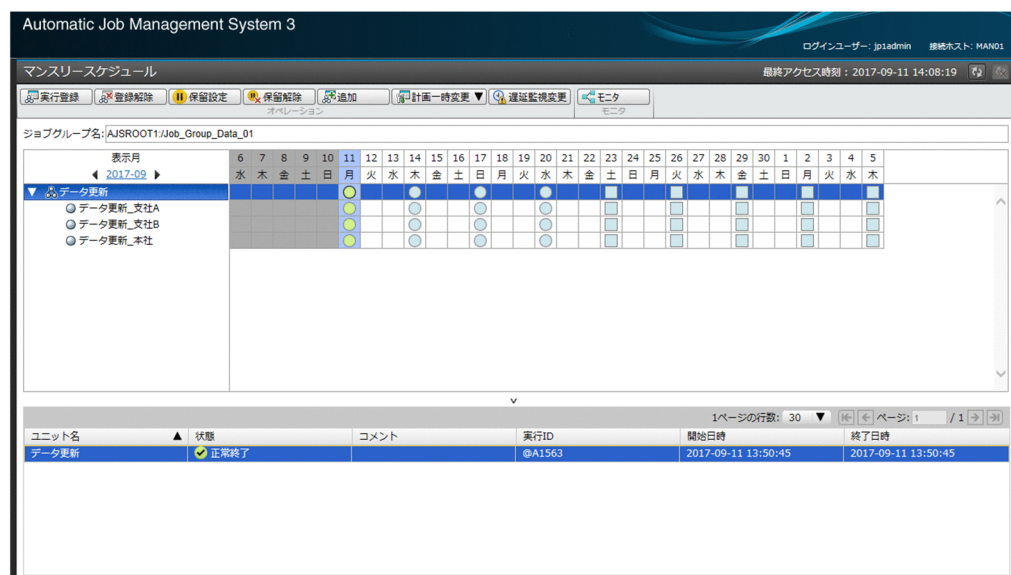 Automatic Job Management System 3
ログインユーザー: jp1admin 接続ホスト: MAN01
マンスリースケジュール 最終アクセス時刻 : 2017-09-11 14:08:19
実行登録 登録解除 保留設定 保留解除 追加 計画一時変更 ▼ 遅延監視変更 モニタ
オペレーション モニタ
ジョブグループ名: AJSROOT1:/Job_Group_Data_01
表示月 6 7 8 9 10 11 12 13 14 15 16 17 18 19 20 21 22 23 24 25 26 27 28 29 30 1 2 3 4 5
2017-09 水 木 金 土 日 月 火 水 木 金 土 日 月 火 水 木 金 土 日 月 火 水 木 金 土 日 月 火 水 木
データ更新
データ更新_支社A
データ更新_支社B
データ更新_本社
1ページの行数: 30 ▼ ページ: 1 / 1
ユニット名 ▲ 状態 コメント 実行ID 開始日時 終了日時
データ更新 正常終了 @A1563 2017-09-11 13:50:45 2017-09-11 13:50:45